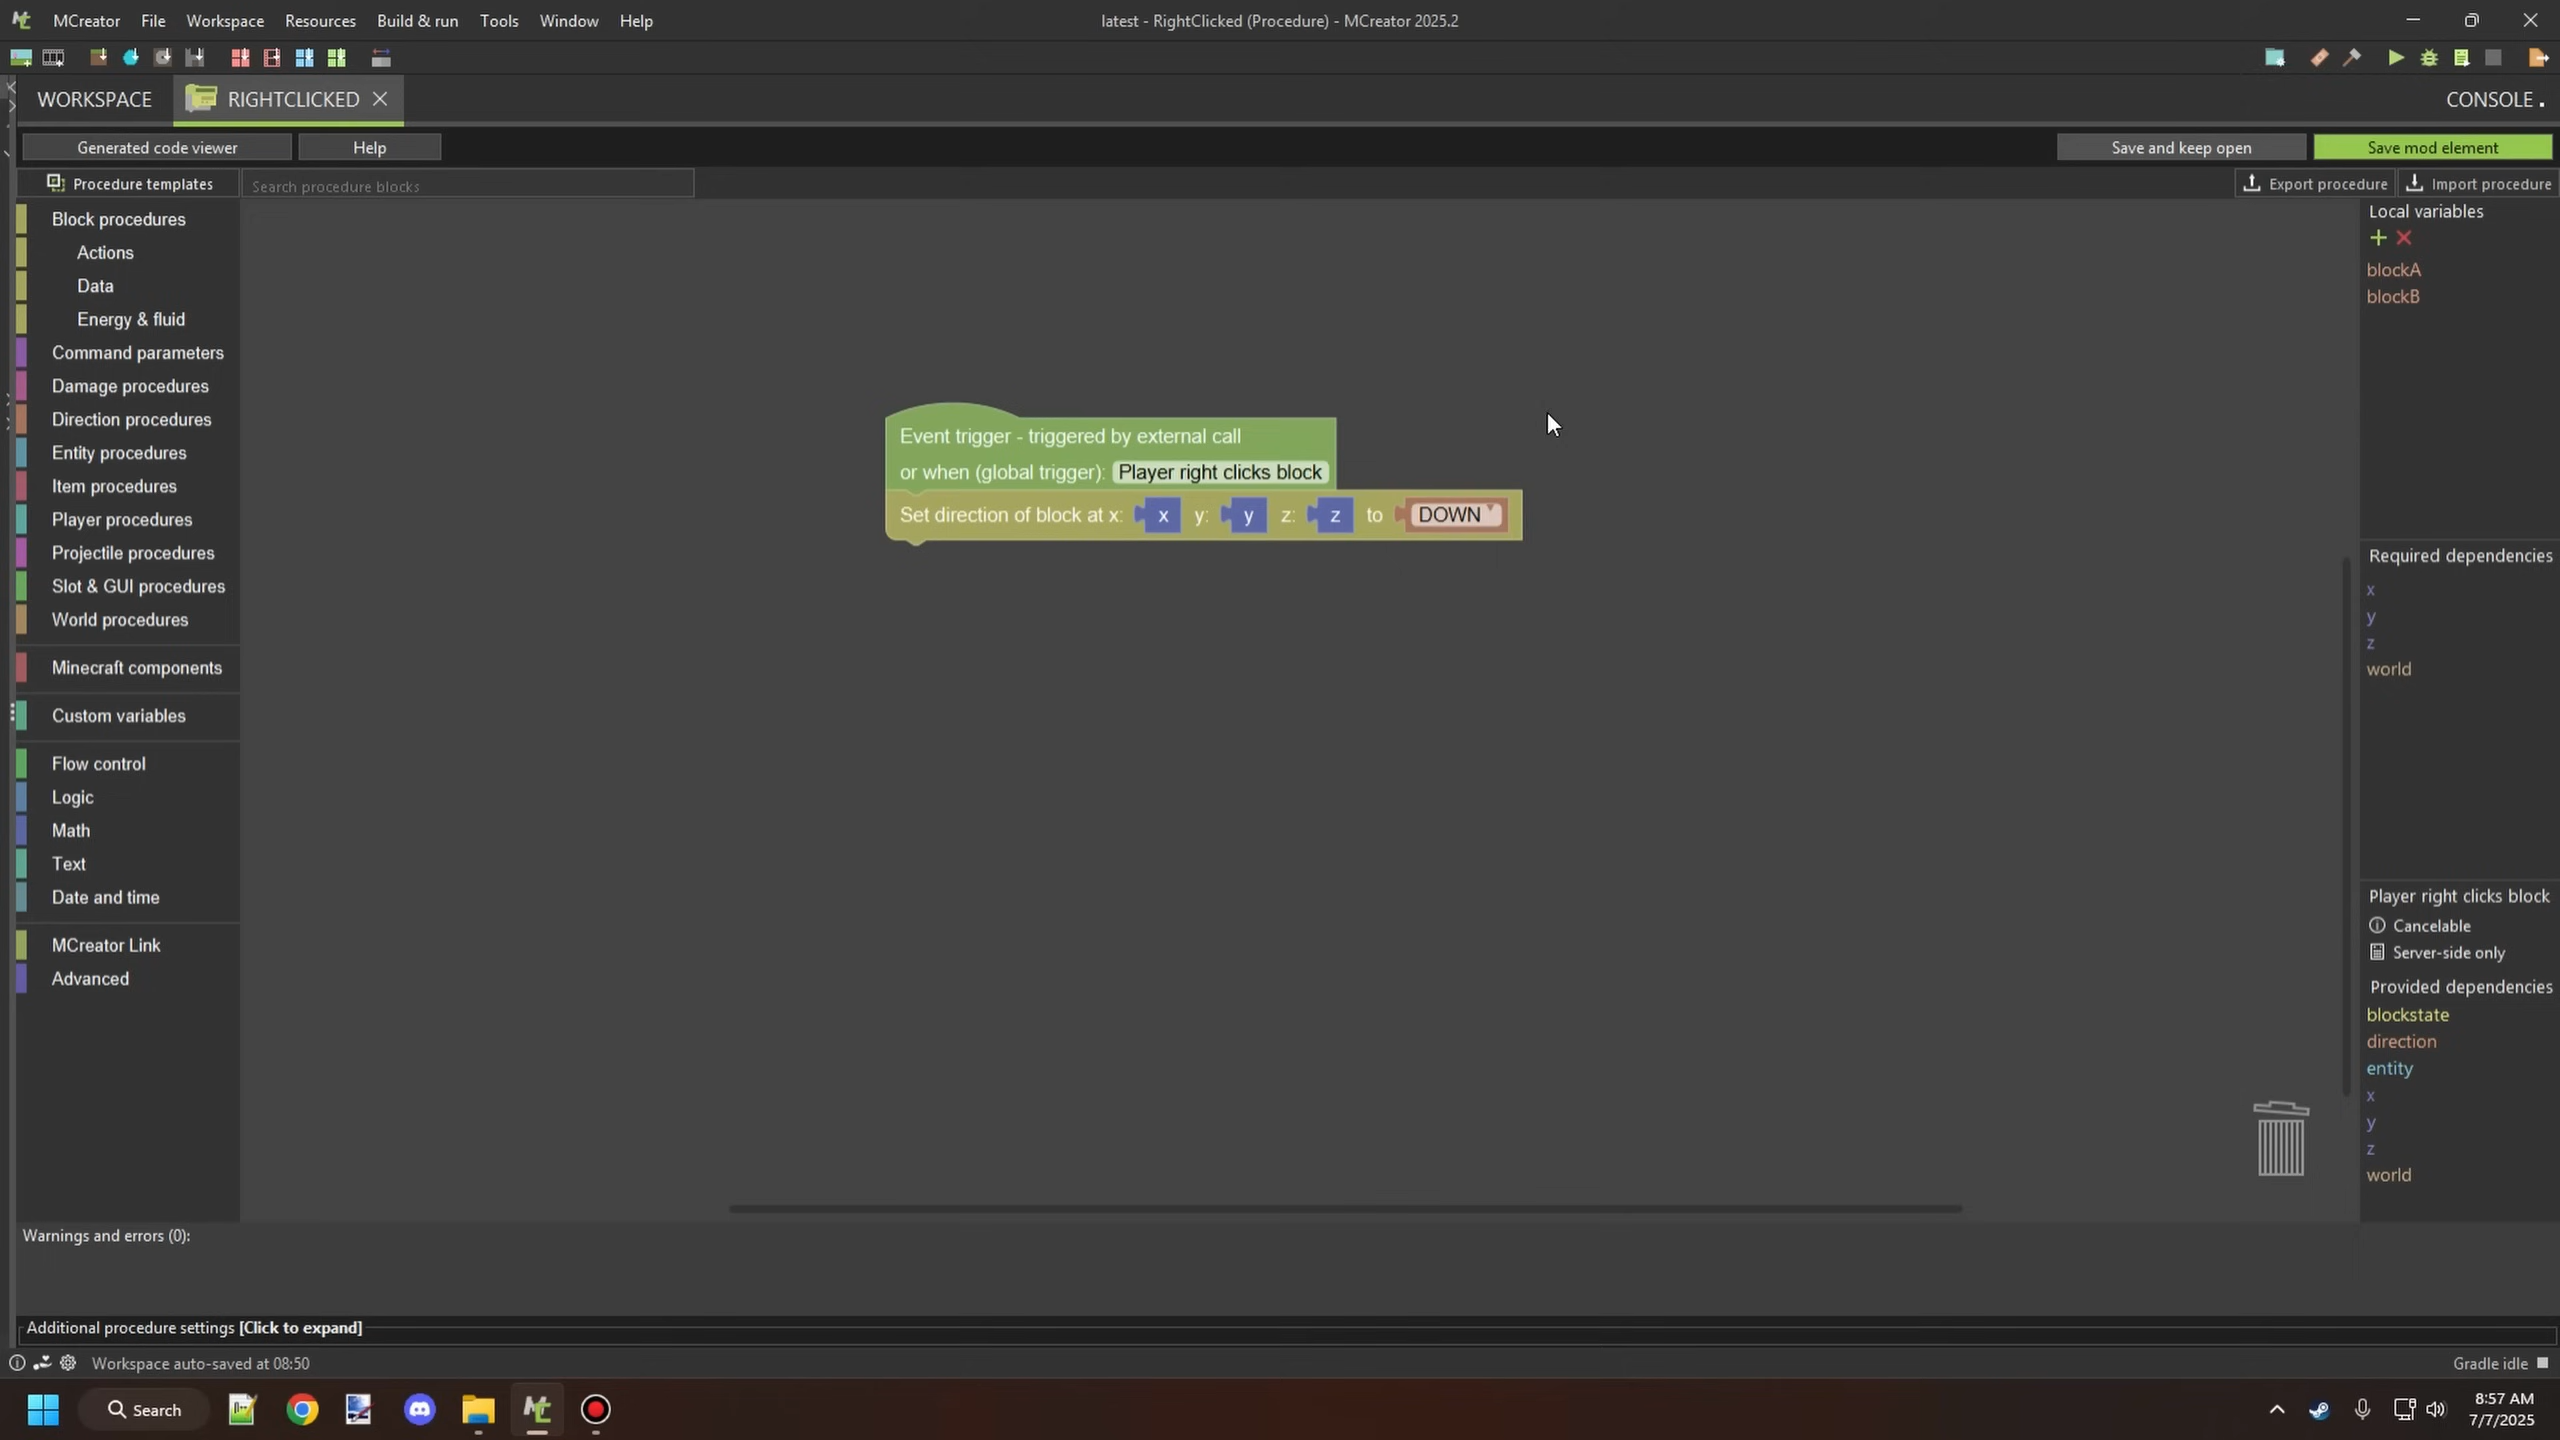 MCreator File Workspace Resources Build & run Tools Window Help
latest - RightClicked (Procedure) - MCreator 2025.2
WORKSPACE
RIGHTCLICKED
CONSOLE
Generated code viewer
Help
Save and keep open
Save mod element
Procedure templates
Search procedure blocks
Export procedure
Import procedure
Block procedures
Actions
Data
Energy & fluid
Command parameters
Damage procedures
Direction procedures
Entity procedures
Item procedures
Player procedures
Projectile procedures
Slot & GUI procedures
World procedures
Minecraft components
Custom variables
Flow control
Logic
Math
Text
Date and time
MCreator Link
Advanced
Event trigger - triggered by external call
or when (global trigger): Player right clicks block
Set direction of block at x: x y: y z: z to DOWN
Local variables
blockA
blockB
Required dependencies
x
y
z
world
Player right clicks block
Cancelable
Server-side only
Provided dependencies
blockstate
direction
entity
x
y
z
world
Warnings and errors (0):
Additional procedure settings [Click to expand]
Workspace auto-saved at 08:50
Gradle idle
Search
8:57 AM
7/7/2025